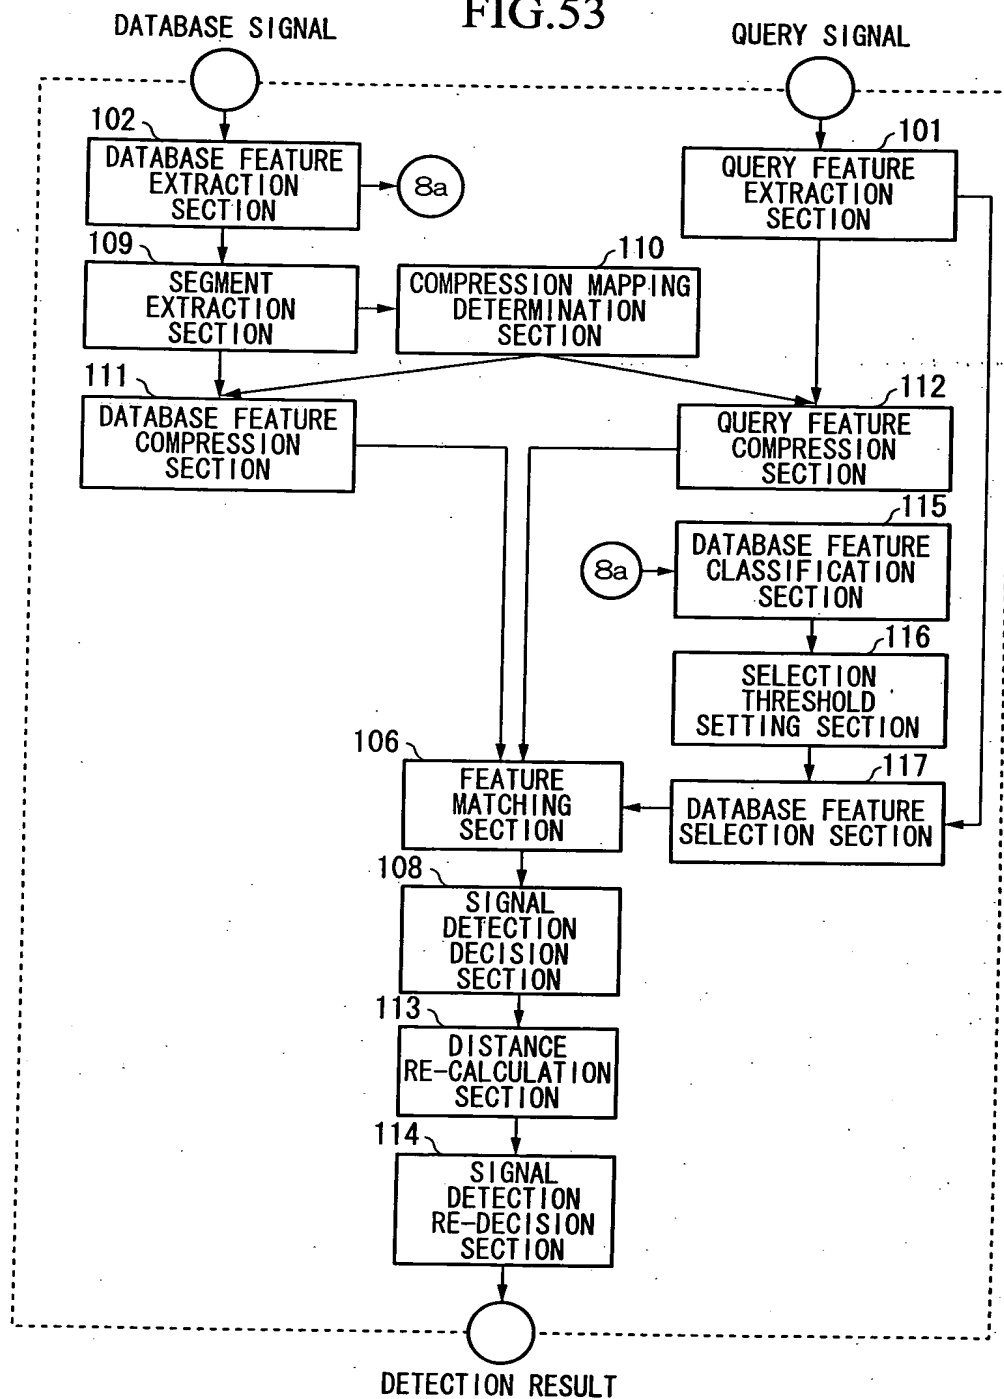 FIG.53
DATABASE SIGNAL
QUERY SIGNAL
102
DATABASE FEATURE
EXTRACTION
SECTION
8a
101
QUERY FEATURE
EXTRACTION
SECTION
109
SEGMENT
EXTRACTION
SECTION
110
COMPRESSION MAPPING
DETERMINATION
SECTION
111
DATABASE FEATURE
COMPRESSION
SECTION
112
QUERY FEATURE
COMPRESSION
SECTION
8a
115
DATABASE FEATURE
CLASSIFICATION
SECTION
116
SELECTION
THRESHOLD
SETTING SECTION
106
FEATURE
MATCHING
SECTION
117
DATABASE FEATURE
SELECTION SECTION
108
SIGNAL
DETECTION
DECISION
SECTION
113
DISTANCE
RE-CALCULATION
SECTION
114
SIGNAL
DETECTION
RE-DECISION
SECTION
DETECTION RESULT